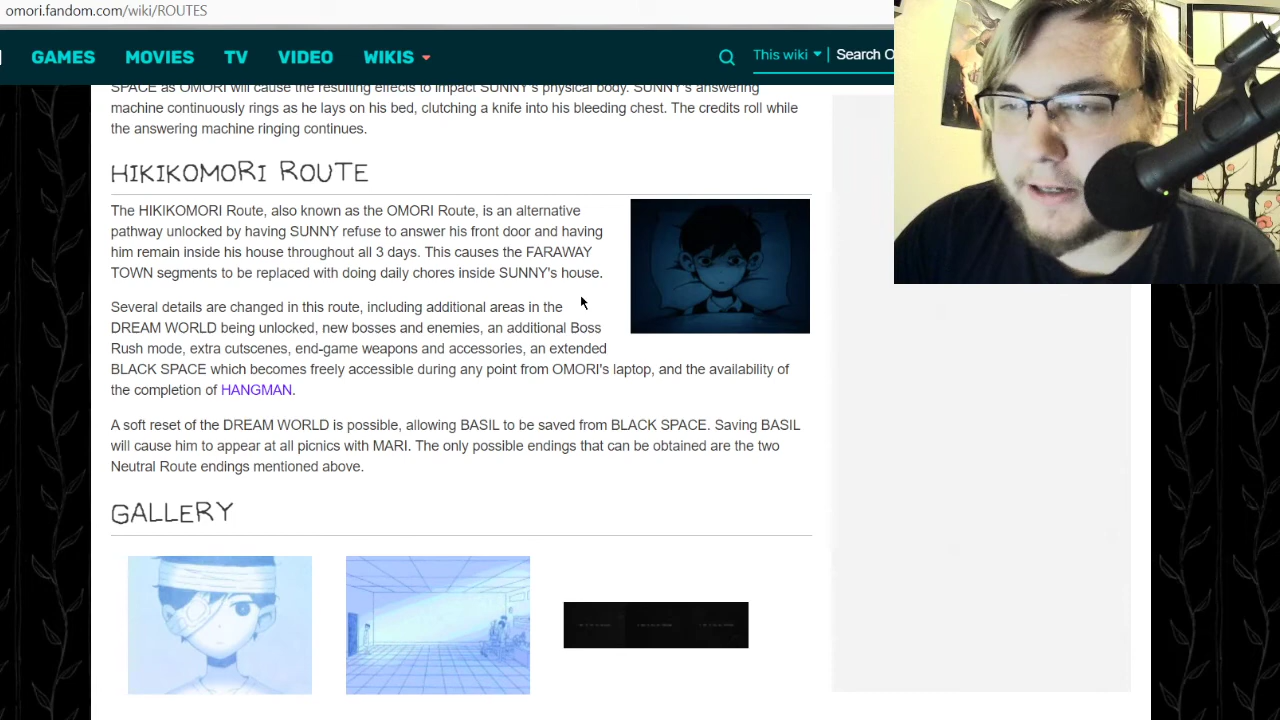 omori.fandom.com/wiki/ROUTES
GAMES MOVIES TV VIDEO WIKIS
This wiki | Search O
SPACE as OMORI will cause the resulting effects to impact SUNNY's physical body. SUNNY's answering
machine continuously rings as he lays on his bed, clutching a knife into his bleeding chest. The credits roll while
the answering machine ringing continues.
HIKIKOMORI ROUTE
The HIKIKOMORI Route, also known as the OMORI Route, is an alternative
pathway unlocked by having SUNNY refuse to answer his front door and having
him remain inside his house throughout all 3 days. This causes the FARAWAY
TOWN segments to be replaced with doing daily chores inside SUNNY's house.
Several details are changed in this route, including additional areas in the
DREAM WORLD being unlocked, new bosses and enemies, an additional Boss
Rush mode, extra cutscenes, end-game weapons and accessories, an extended
BLACK SPACE which becomes freely accessible during any point from OMORI's laptop, and the availability of
the completion of HANGMAN.
A soft reset of the DREAM WORLD is possible, allowing BASIL to be saved from BLACK SPACE. Saving BASIL
will cause him to appear at all picnics with MARI. The only possible endings that can be obtained are the two
Neutral Route endings mentioned above.
GALLERY